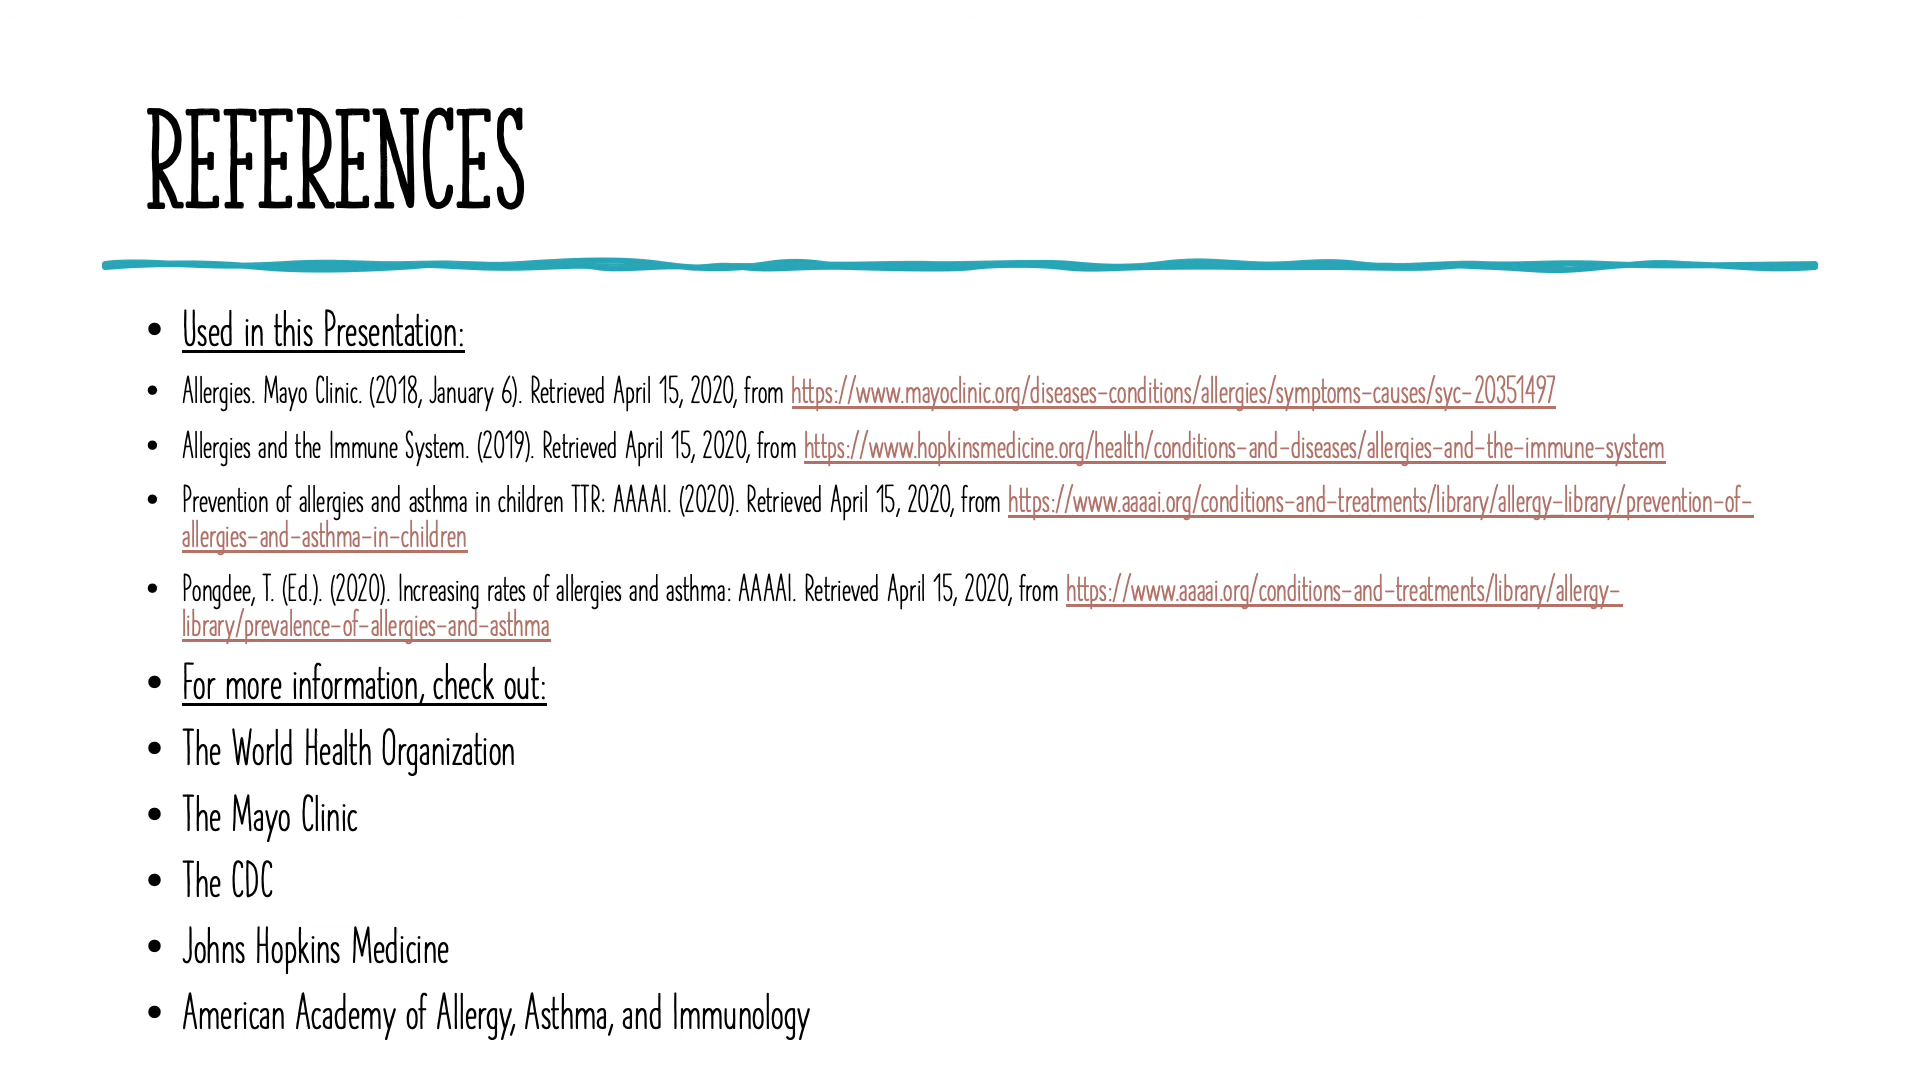 REFERENCES
• Used in this Presentation:
• Allergies. Mayo Clinic. (2018, January 6). Retrieved April 15, 2020, from https://www.mayoclinic.org/diseases-conditions/allergies/symptoms-causes/syc-20351497
• Allergies and the Immune System. (2019). Retrieved April 15, 2020, from https://www.hopkinsmedicine.org/health/conditions-and-diseases/allergies-and-the-immune-system
• Prevention of allergies and asthma in children TTR: AAAAI. (2020). Retrieved April 15, 2020, from https://www.aaaai.org/conditions-and-treatments/library/allergy-library/prevention-of-
allergies-and-asthma-in-children
• Pongdee, T. (Ed.). (2020). Increasing rates of allergies and asthma: AAAAI. Retrieved April 15, 2020, from https://www.aaaai.org/conditions-and-treatments/library/allergy-
library/prevalence-of-allergies-and-asthma
• For more information, check out:
• The World Health Organization
• The Mayo Clinic
• The CDC
• Johns Hopkins Medicine
• American Academy of Allergy, Asthma, and Immunology